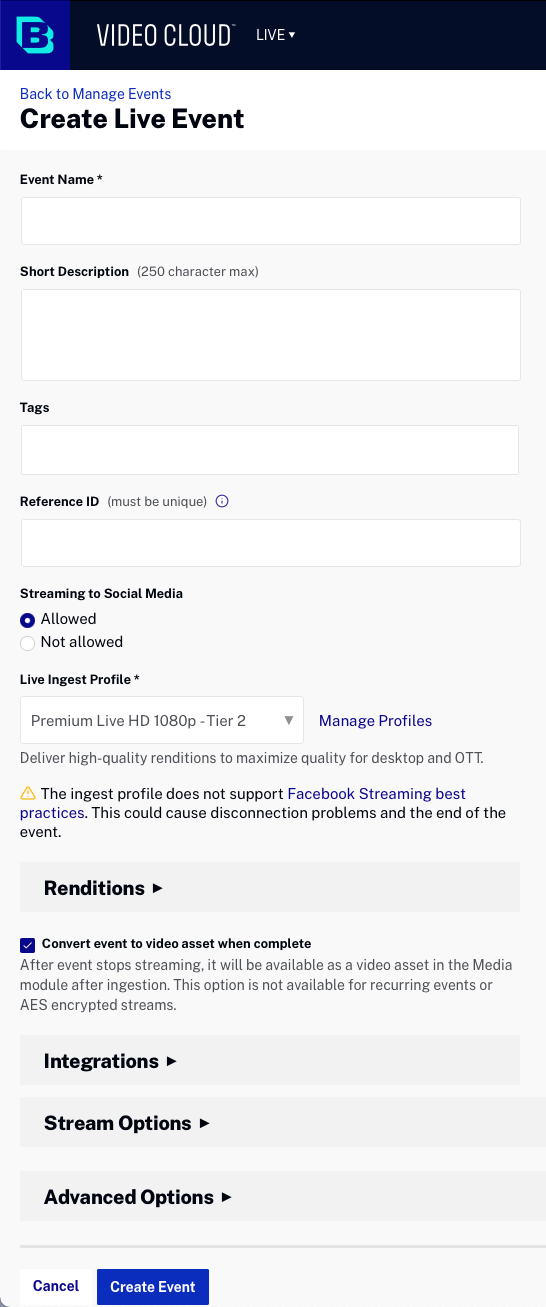 B
VIDEO CLOUD™ LIVE ▾
Back to Manage Events
Create Live Event
Event Name *
Short Description (250 character max)
Tags
Reference ID (must be unique)
Streaming to Social Media
Allowed
Not allowed
Live Ingest Profile *
Premium Live HD 1080p - Tier 2 ▼ Manage Profiles
Deliver high-quality renditions to maximize quality for desktop and OTT.
The ingest profile does not support Facebook Streaming best
practices. This could cause disconnection problems and the end of the
event.
Renditions ►
Convert event to video asset when complete
After event stops streaming, it will be available as a video asset in the Media
module after ingestion. This option is not available for recurring events or
AES encrypted streams.
Integrations ►
Stream Options ►
Advanced Options ►
Cancel Create Event